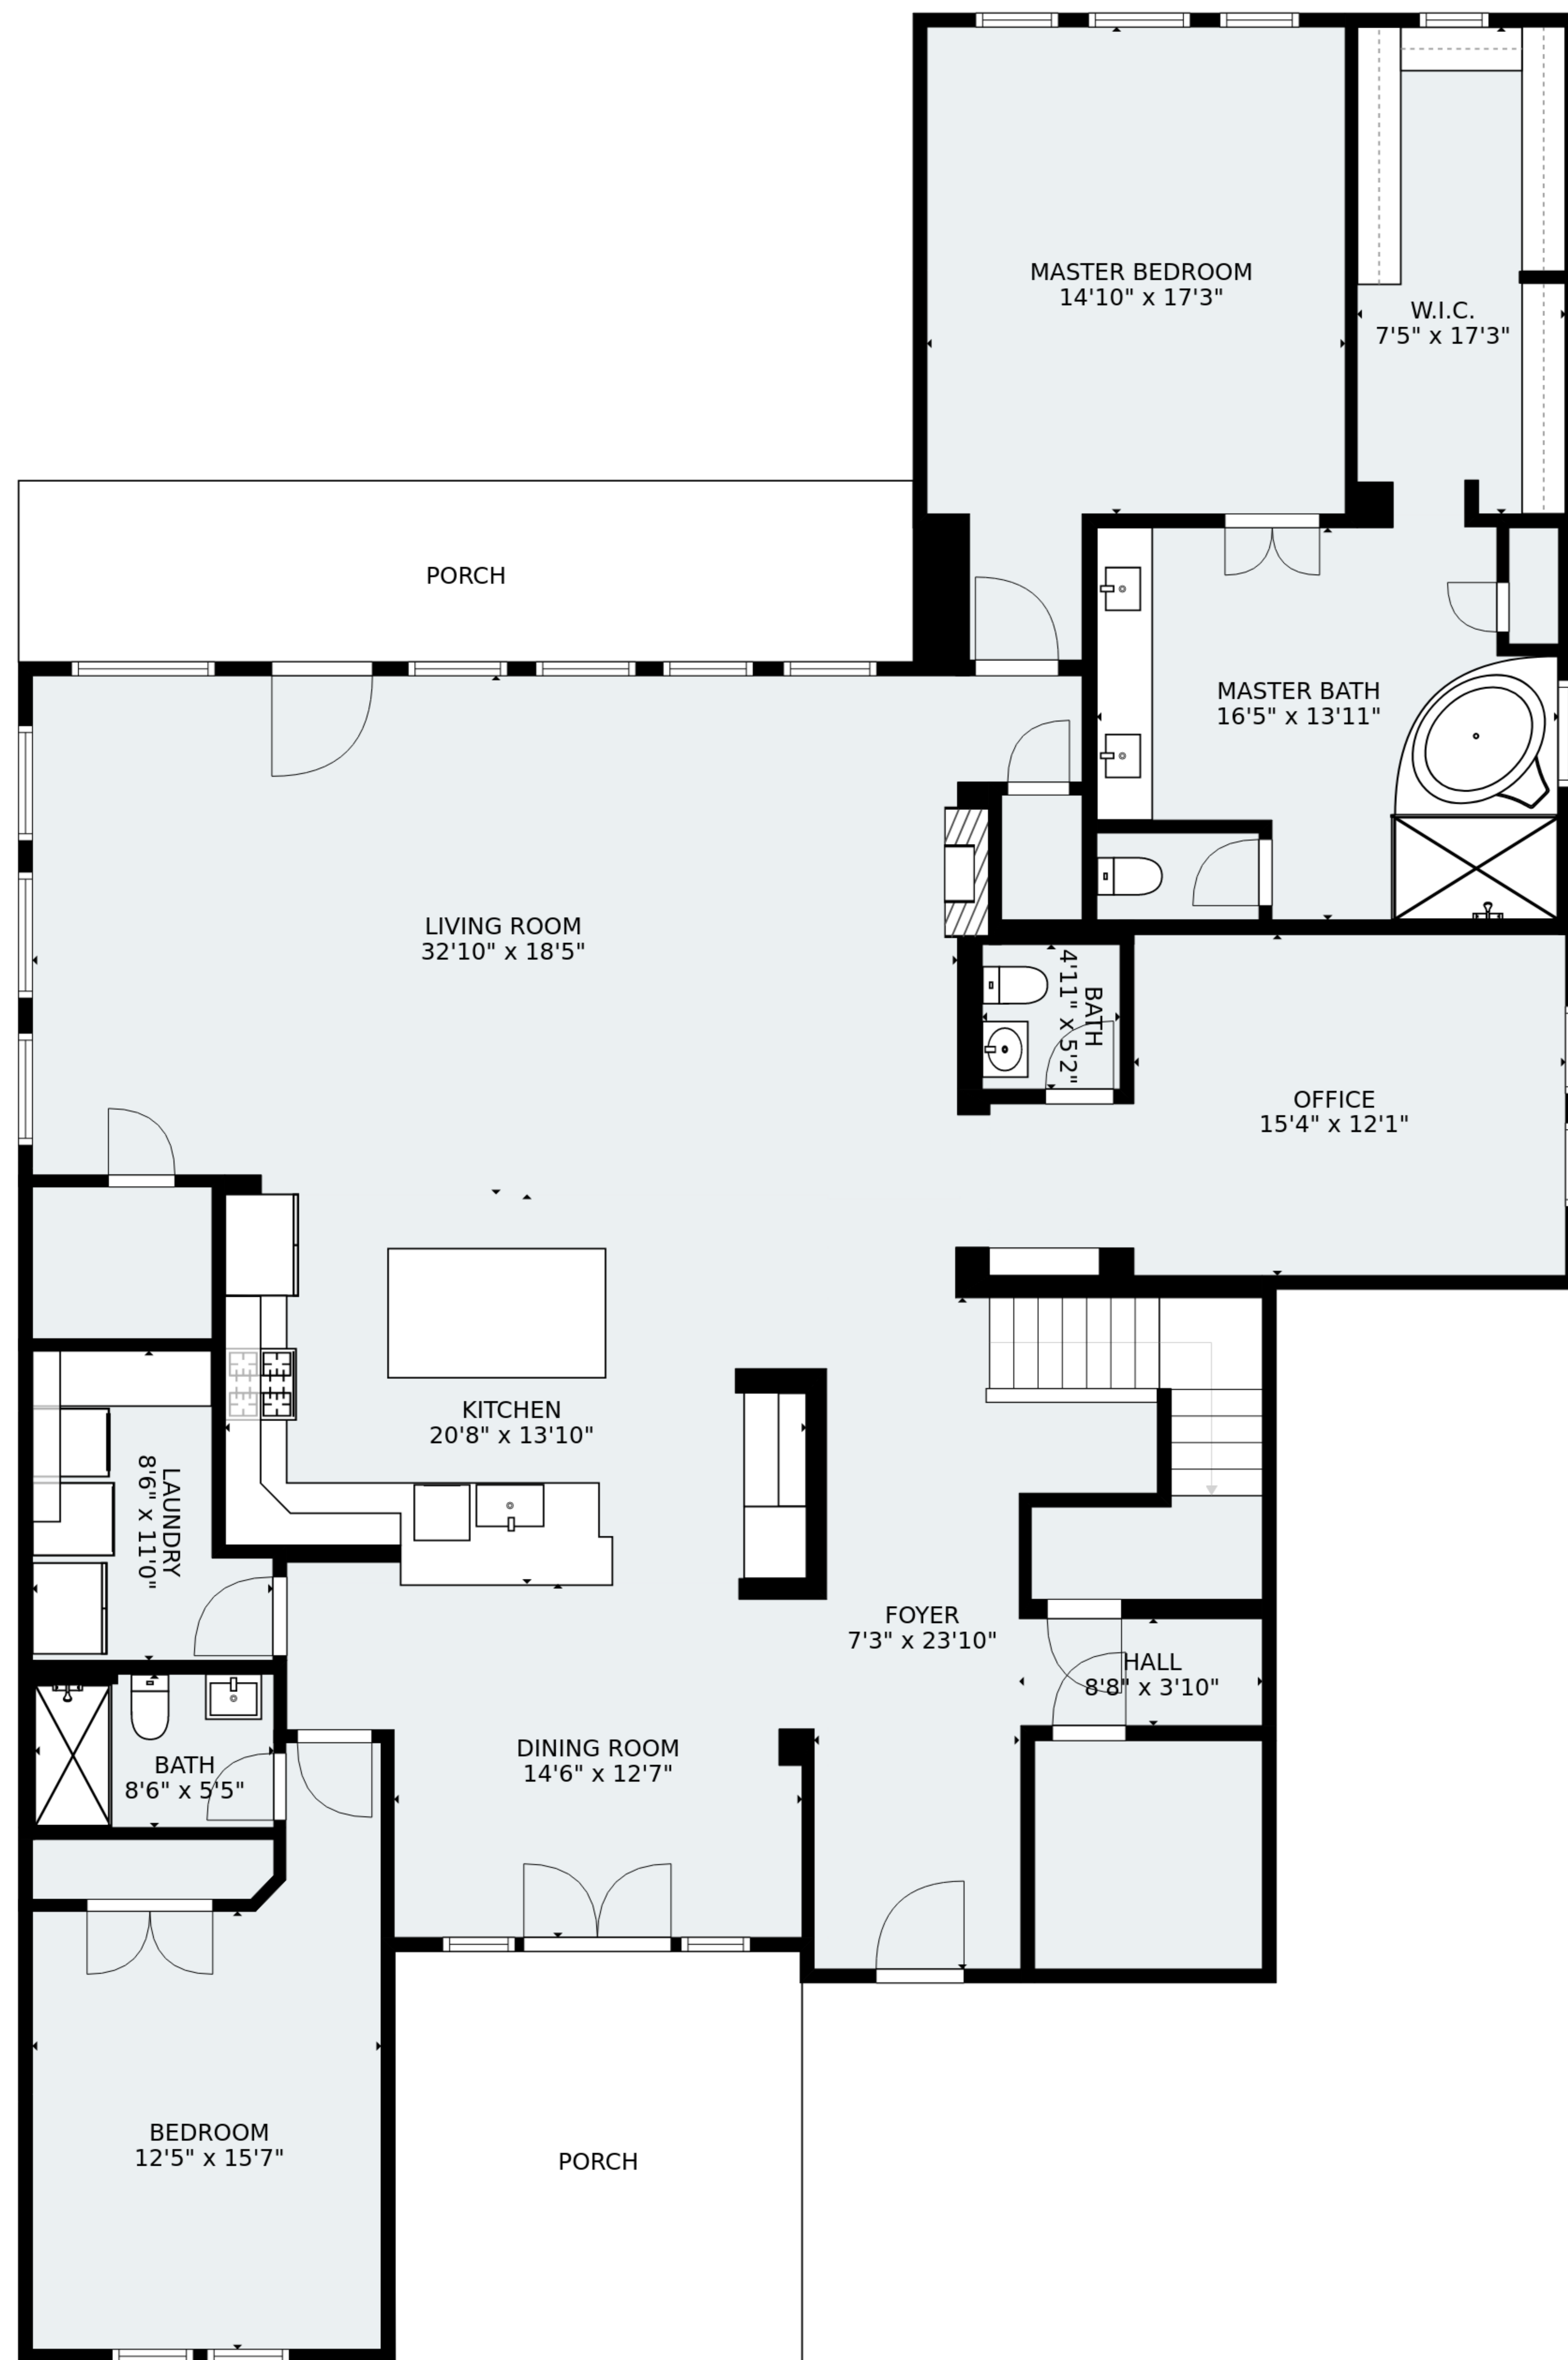 MASTER BEDROOM
14'10" x 17'3"
W.I.C.
7'5" x 17'3"
PORCH
MASTER BATH
16'5" x 13'11"
LIVING ROOM
32'10" x 18'5"
BATH
4'11" x 5'2"
OFFICE
15'4" x 12'1"
KITCHEN
20'8" x 13'10"
LAUNDRY
8'6" x 11'0"
FOYER
7'3" x 23'10"
HALL
8'8" x 3'10"
DINING ROOM
14'6" x 12'7"
BATH
8'6" x 5'5"
BEDROOM
12'5" x 15'7"
PORCH